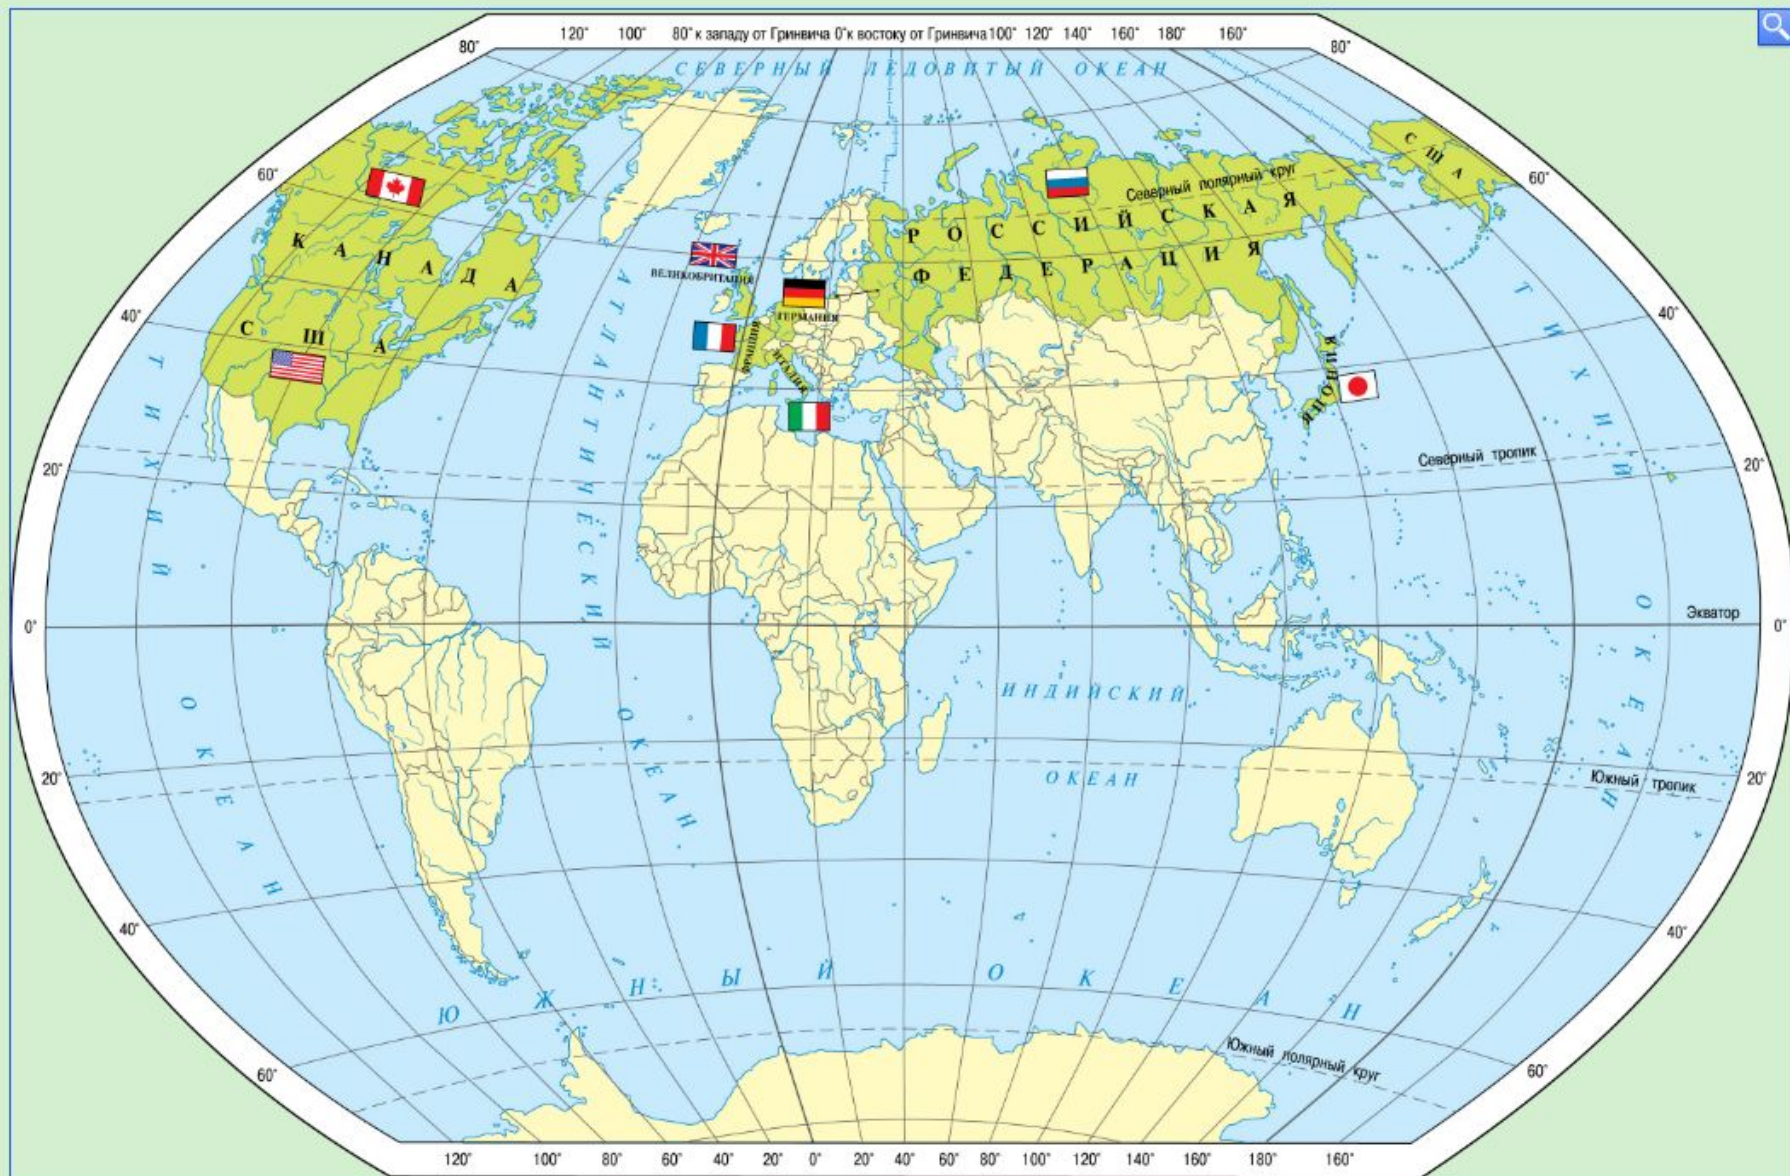 120° 100° 80° к западу от Гринвича 0° к востоку от Гринвича 100° 120° 140° 160° 180° 160°
80° 80°
СЕВЕРНЫЙ ЛЕДОВИТЫЙ ОКЕАН
США
60° 60°
Северный полярный круг
РОССИЙСКАЯ
ФЕДЕРАЦИЯ
КАНАДА
ВЕЛИКОБРИТАНИЯ
ГЕРМАНИЯ
ФРАНЦИЯ
ИТАЛИЯ
США
ЯПОНИЯ
40° 40°
АТЛАНТИЧЕСКИЙ
ОКЕАН
ТИХИЙ
ОКЕАН
ТИХИЙ
ОКЕАН
Северный тропик
20° 20°
Экватор
0° 0°
ИНДИЙСКИЙ
ОКЕАН
Южный тропик
20° 20°
40° 40°
ЮЖНЫЙ ОКЕАН
Южный полярный круг
60° 60°
120° 100° 80° 60° 40° 20° 0° 20° 40° 60° 80° 100° 120° 140° 160° 180° 160°